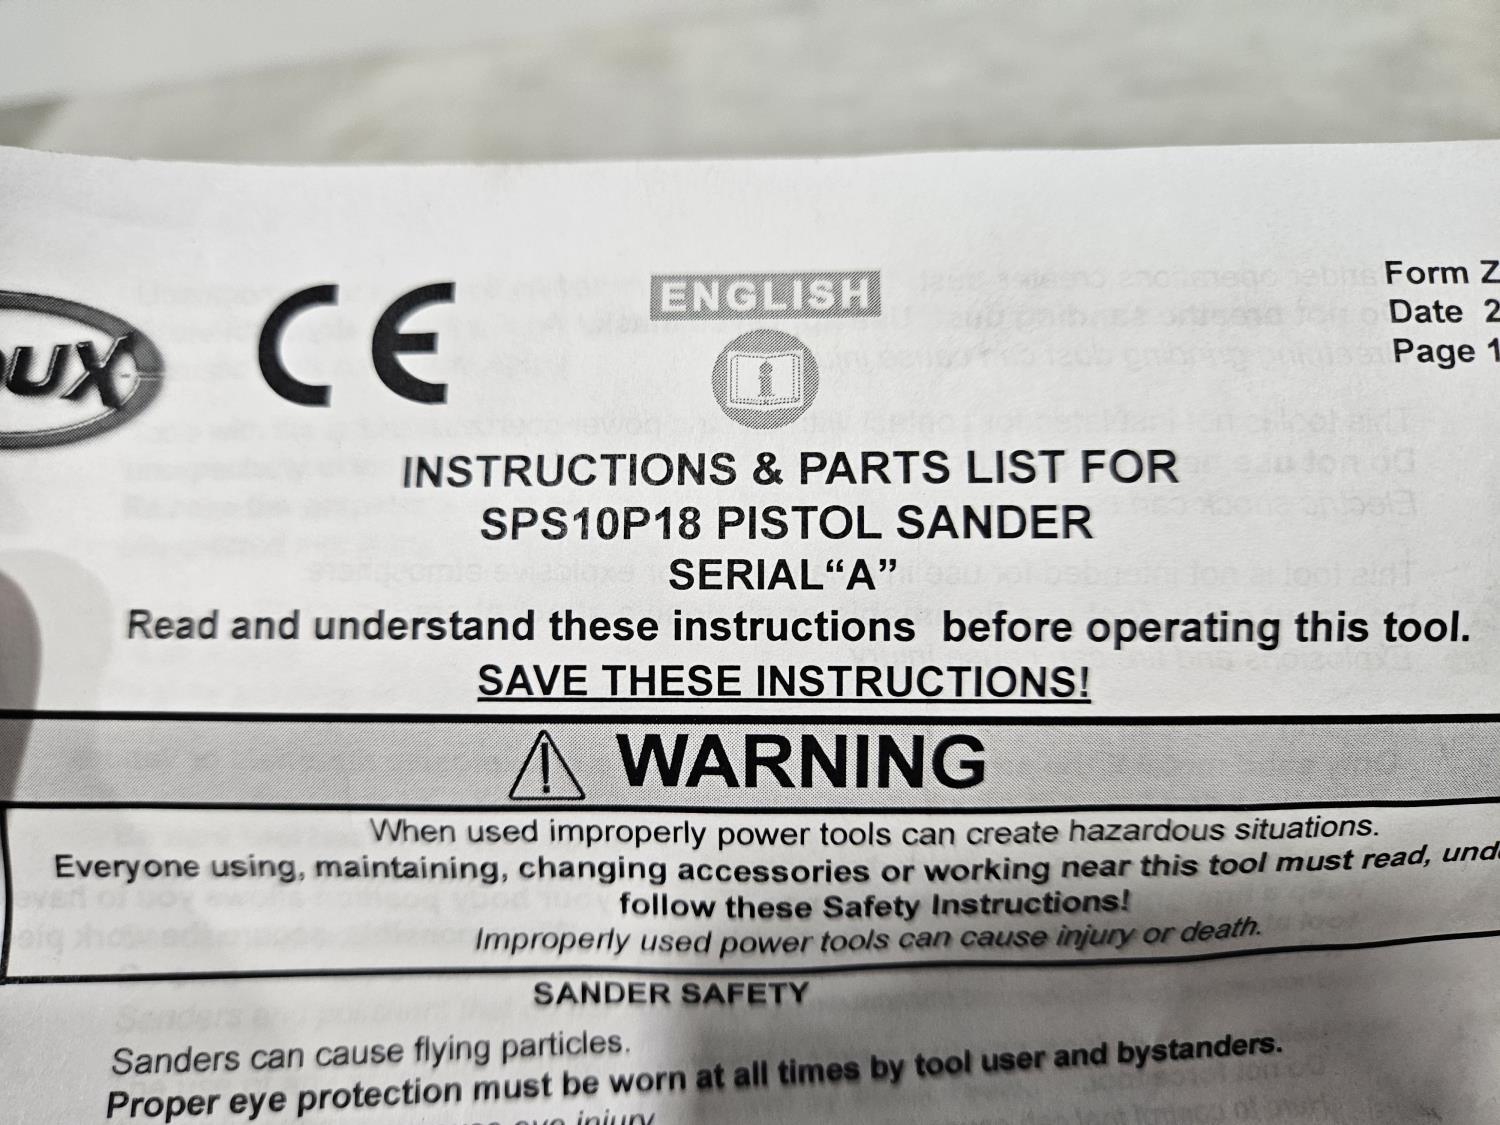 CE
ENGLISH
Form Z
Date 2
Page 1
UX
i
INSTRUCTIONS & PARTS LIST FOR
SPS10P18 PISTOL SANDER
SERIAL“A”
Read and understand these instructions before operating this tool.
SAVE THESE INSTRUCTIONS!
WARNING
When used improperly power tools can create hazardous situations.
Everyone using, maintaining, changing accessories or working near this tool must read, unde
follow these Safety Instructions!
Improperly used power tools can cause injury or death.
SANDER SAFETY
Sanders can cause flying particles.
Proper eye protection must be worn at all times by tool user and bystanders.
eye injury.